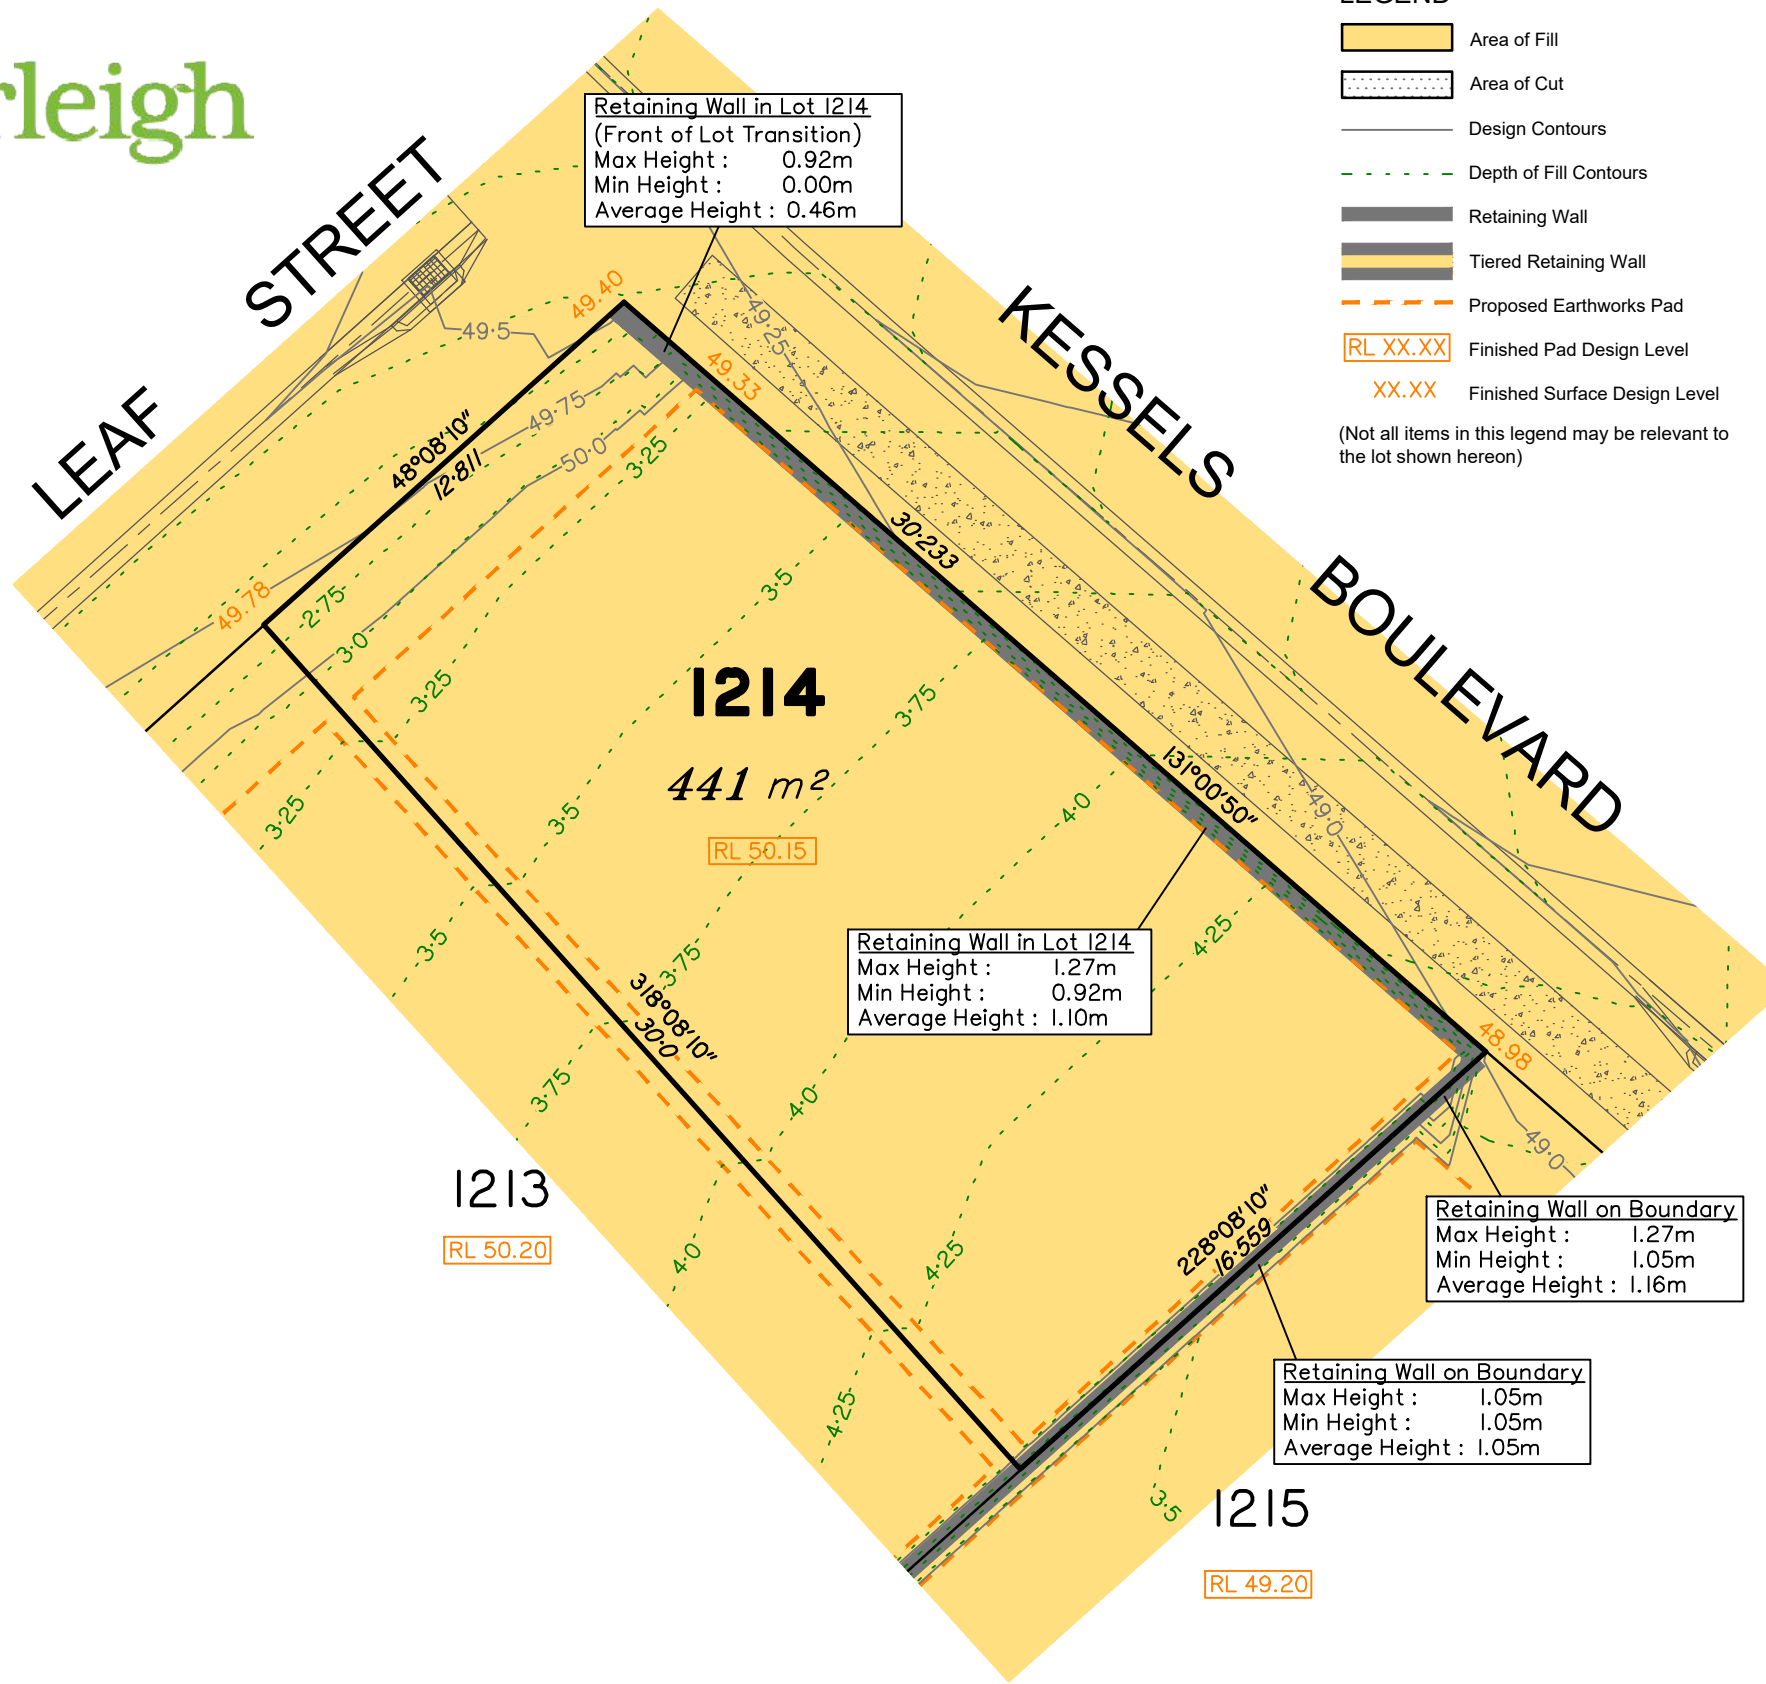 LEGEND
Area of Fill
Area of Cut
Design Contours
Depth of Fill Contours
Retaining Wall
Tiered Retaining Wall
Proposed Earthworks Pad
RL XX.XX Finished Pad Design Level
XX.XX Finished Surface Design Level
(Not all items in this legend may be relevant to
the lot shown hereon)
rleigh
LEAF STREET
KESSELS BOULEVARD
Retaining Wall in Lot 1214
(Front of Lot Transition)
Max Height : 0.92m
Min Height : 0.00m
Average Height : 0.46m
49.40
49.33
49.78
48.98
49·5
49·75
50·0
49·25
49·0
49·0
48°08'10"
12·811
30·233
131°00'50"
318°08'10"
30·0
228°08'10"
16·559
2·75
3·0
3·25
3·25
3·25
3·5
3·5
3·5
3·75
3·75
3·75
4·0
4·0
4·0
4·25
4·25
4·25
3·5
1214
441 m²
RL 50.15
Retaining Wall in Lot 1214
Max Height : 1.27m
Min Height : 0.92m
Average Height : 1.10m
1213
RL 50.20
Retaining Wall on Boundary
Max Height : 1.27m
Min Height : 1.05m
Average Height : 1.16m
Retaining Wall on Boundary
Max Height : 1.05m
Min Height : 1.05m
Average Height : 1.05m
1215
RL 49.20